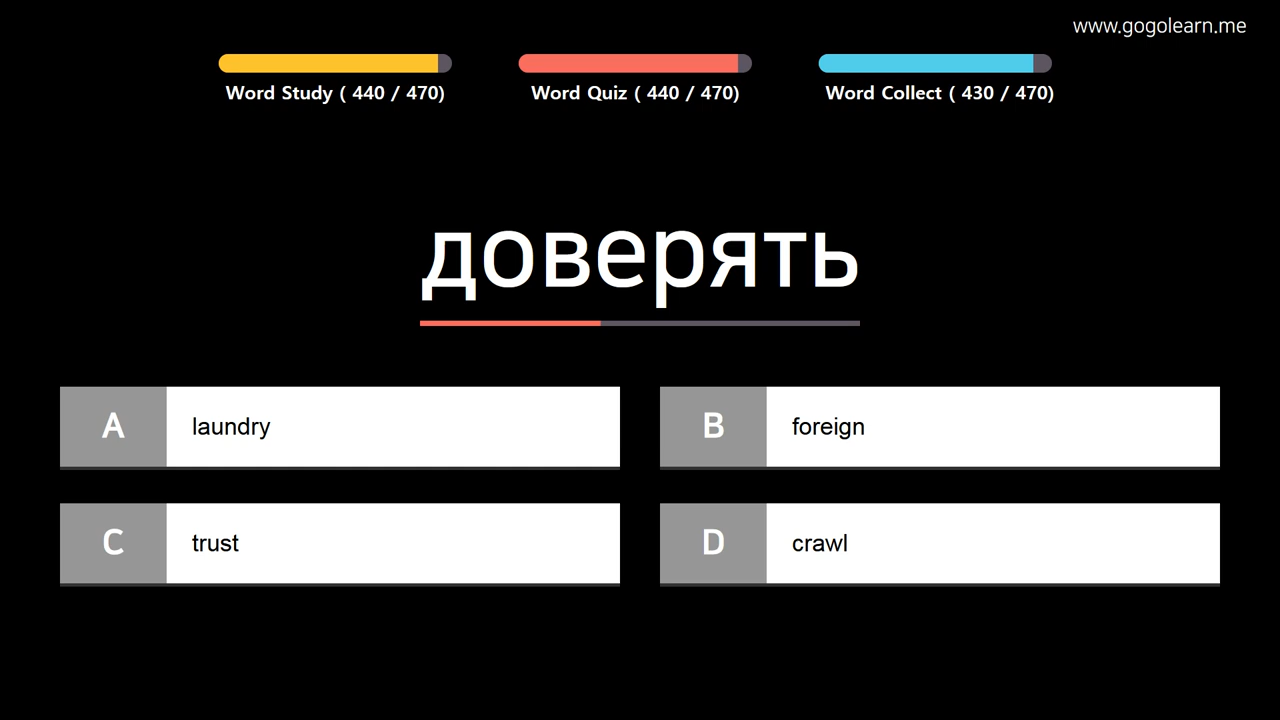 www.gogolearn.me
Word Study ( 440 / 470)
Word Quiz ( 440 / 470)
Word Collect ( 430 / 470)
доверять
A laundry
B foreign
C trust
D crawl